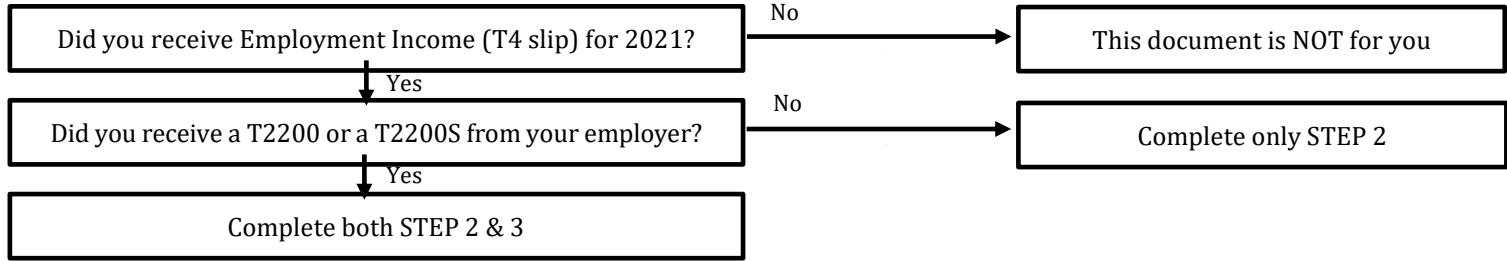 Did you receive Employment Income (T4 slip) for 2021?
No
This document is NOT for you
Yes
Did you receive a T2200 or a T2200S from your employer?
No
Complete only STEP 2
Yes
Complete both STEP 2 & 3